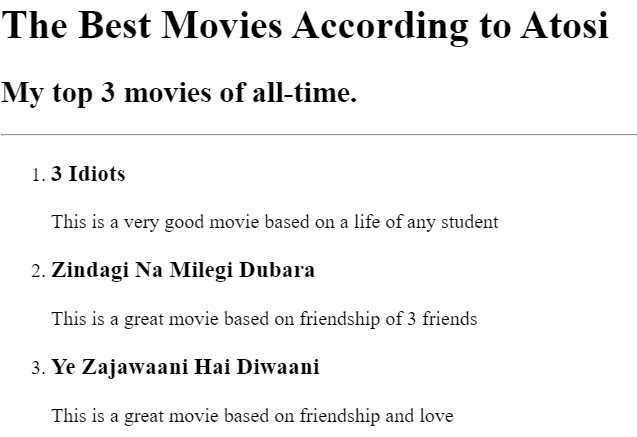 The Best Movies According to Atosi
My top 3 movies of all-time.
1. 3 Idiots
This is a very good movie based on a life of any student
2. Zindagi Na Milegi Dubara
This is a great movie based on friendship of 3 friends
3. Ye Zajawaani Hai Diwaani
This is a great movie based on friendship and love